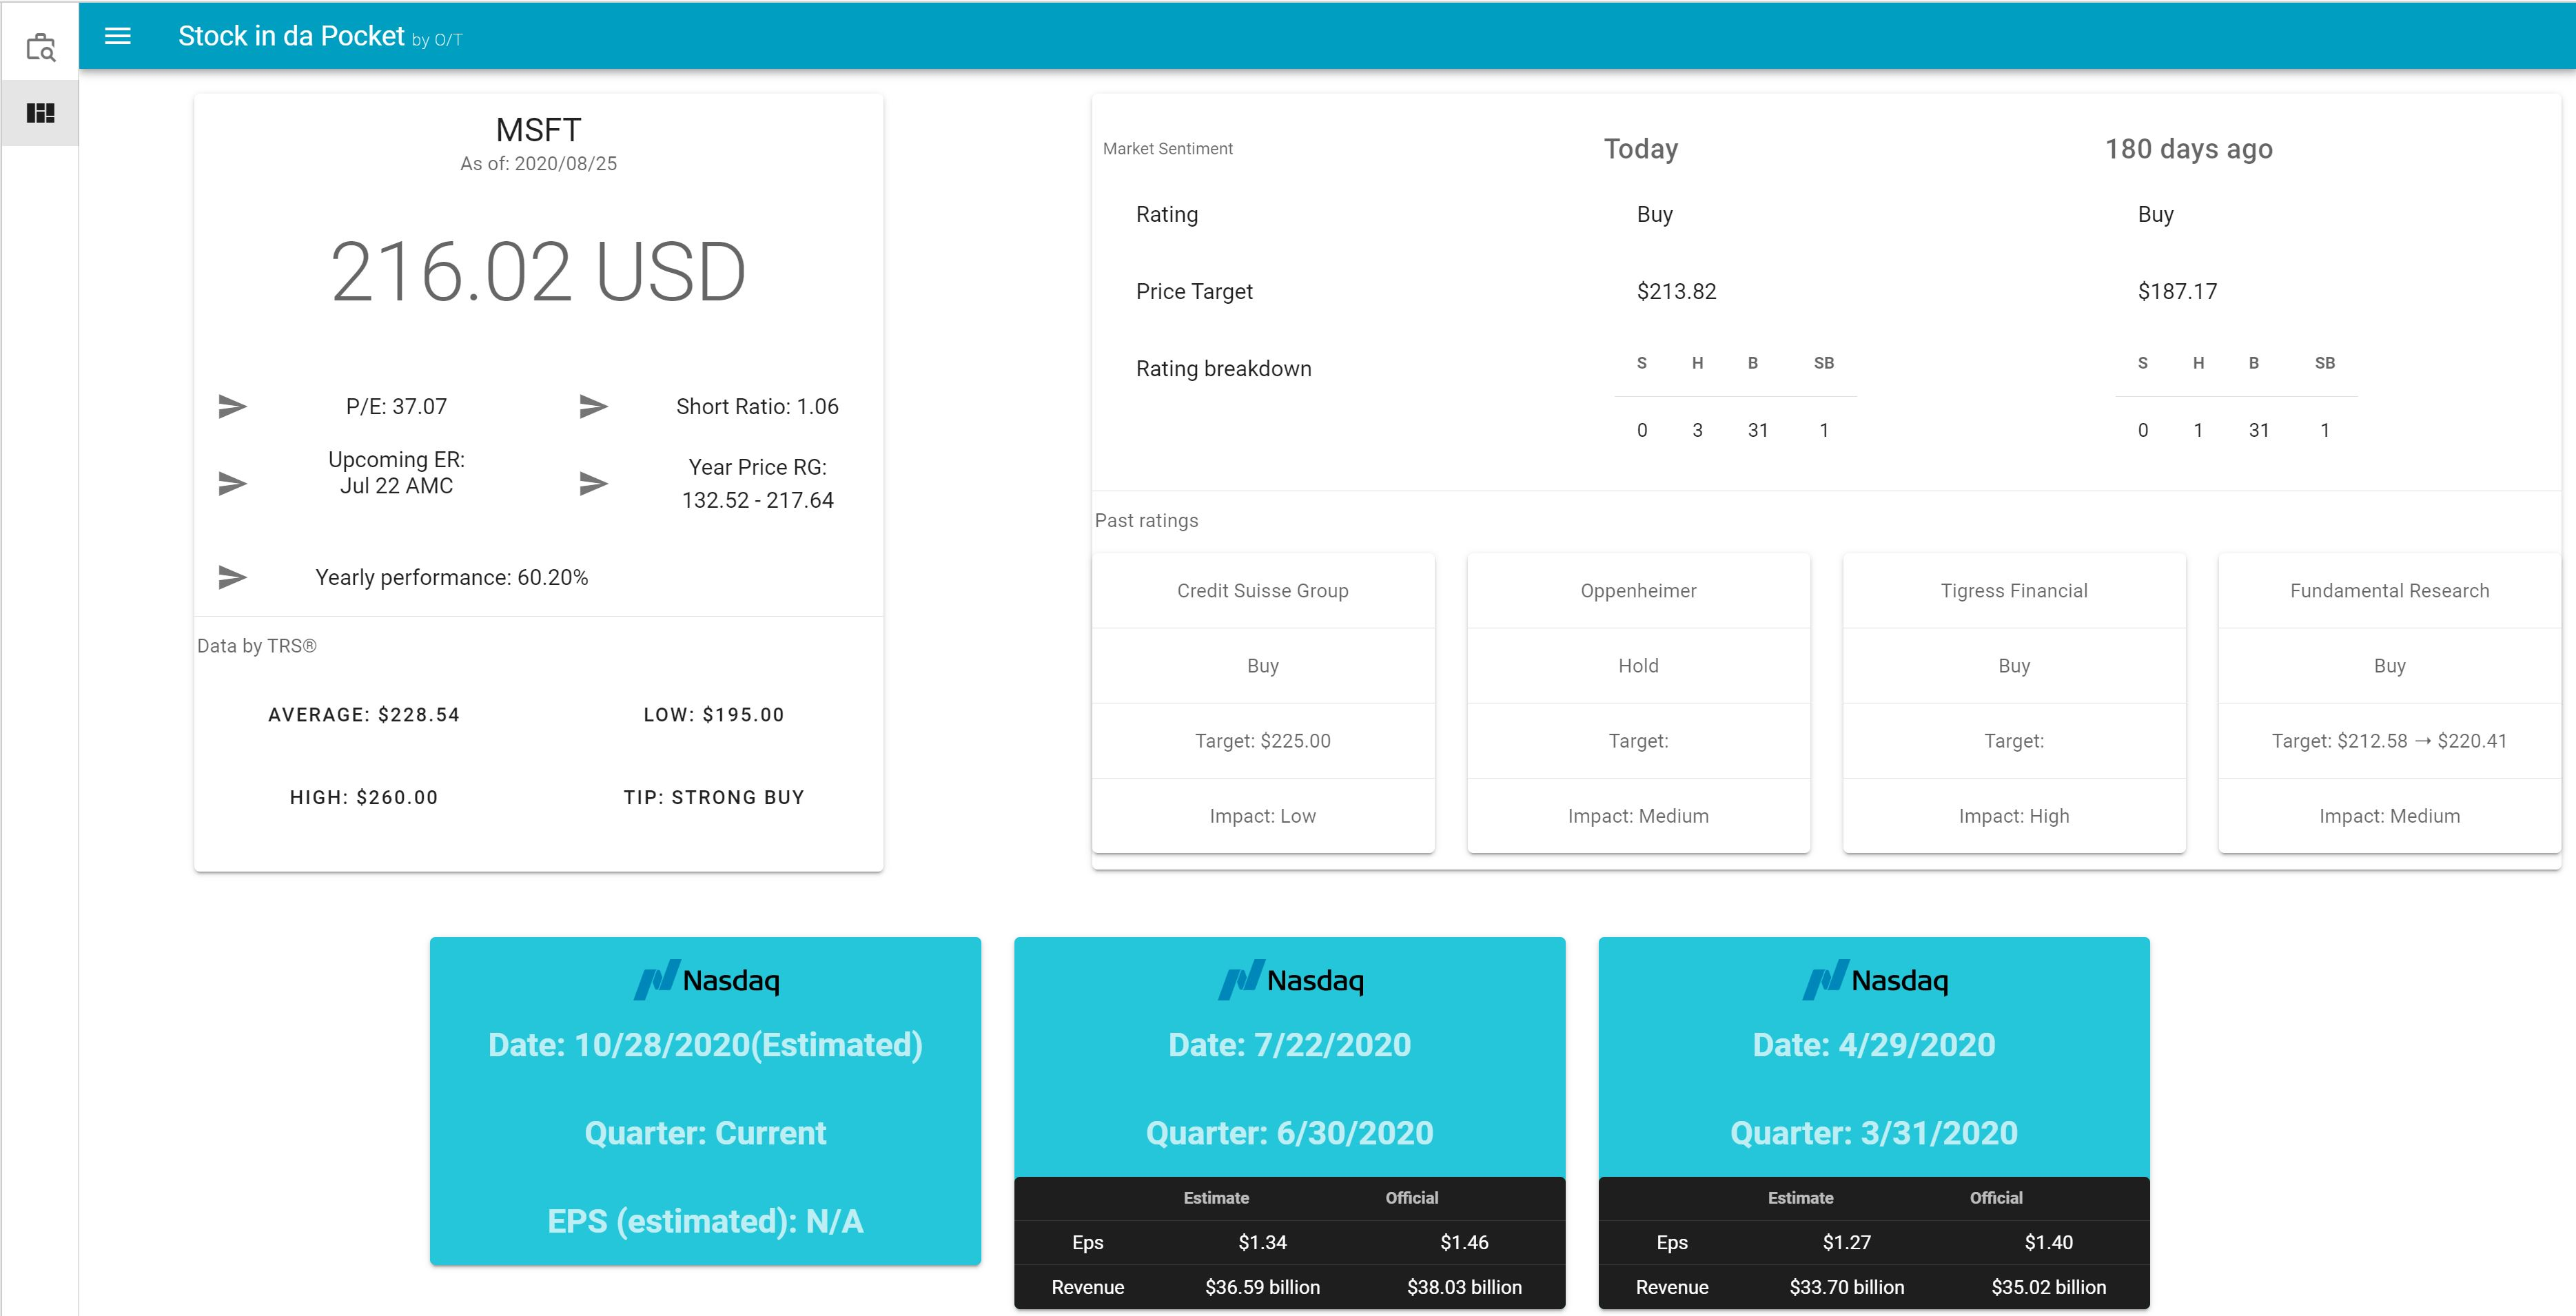 Stock in da Pocket by O/T
MSFT
As of: 2020/08/25
216.02 USD
P/E: 37.07
Short Ratio: 1.06
Upcoming ER:
Jul 22 AMC
Year Price RG:
132.52 - 217.64
Yearly performance: 60.20%
Data by TRS®
AVERAGE: $228.54
LOW: $195.00
HIGH: $260.00
TIP: STRONG BUY
Market Sentiment Today 180 days ago
Rating Buy Buy
Price Target $213.82 $187.17
Rating breakdown
S H B SB
0 3 31 1
S H B SB
0 1 31 1
Past ratings
Credit Suisse Group
Buy
Target: $225.00
Impact: Low
Oppenheimer
Hold
Target:
Impact: Medium
Tigress Financial
Buy
Target:
Impact: High
Fundamental Research
Buy
Target: $212.58 → $220.41
Impact: Medium
Nasdaq
Date: 10/28/2020(Estimated)
Quarter: Current
EPS (estimated): N/A
Nasdaq
Date: 7/22/2020
Quarter: 6/30/2020
Estimate Official
Eps $1.34 $1.46
Revenue $36.59 billion $38.03 billion
Nasdaq
Date: 4/29/2020
Quarter: 3/31/2020
Estimate Official
Eps $1.27 $1.40
Revenue $33.70 billion $35.02 billion